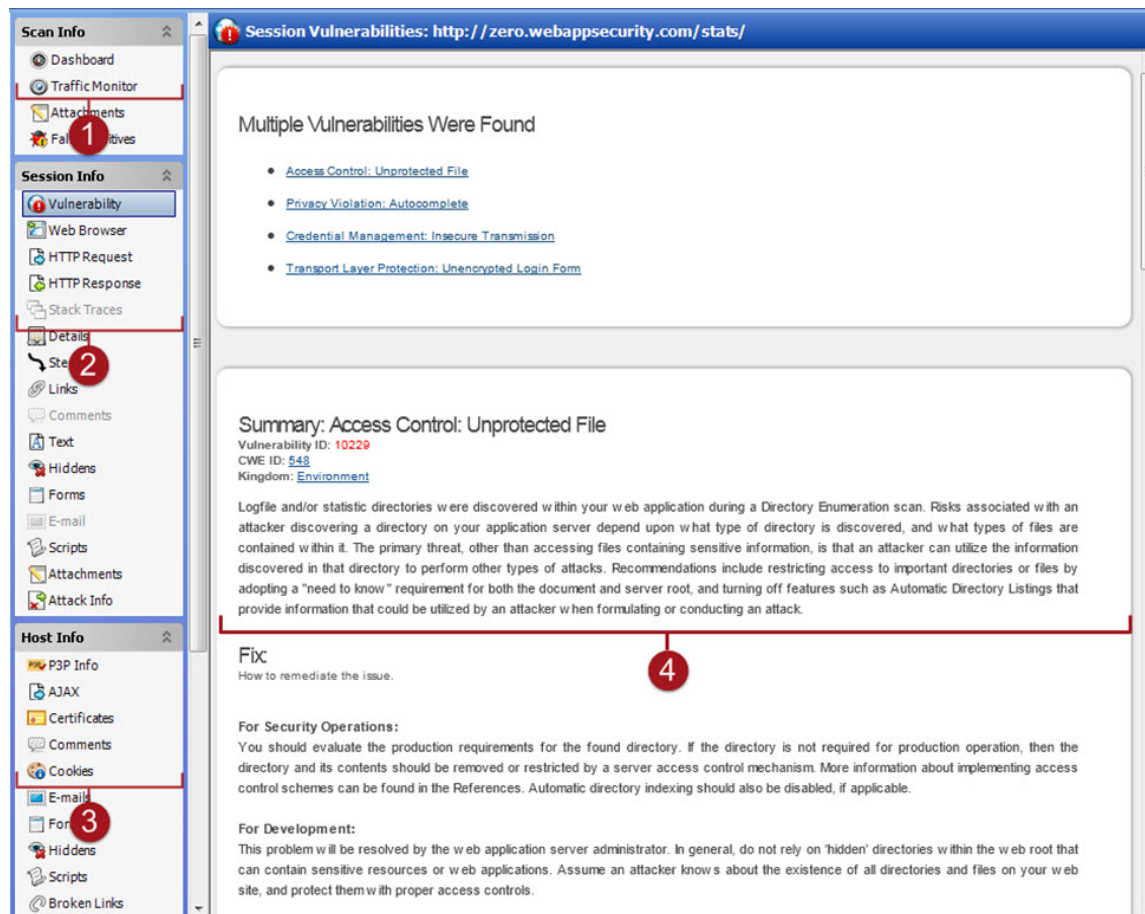 Scan Info
Dashboard
Traffic Monitor
Attachments
1
Session Info
Vulnerability
Web Browser
HTTP Request
HTTP Response
Stack Traces
Details
2
Links
Comments
Text
Hiddens
Forms
E-mail
Scripts
Attachments
Attack Info
Host Info
P3P Info
AJAX
Certificates
Comments
Cookies
E-mails
3
Hiddens
Scripts
Broken Links
Session Vulnerabilities: http://zero.webappsecurity.com/stats/
Multiple Vulnerabilities Were Found
Access Control: Unprotected File
Privacy Violation: Autocomplete
Credential Management: Insecure Transmission
Transport Layer Protection: Unencrypted Login Form
Summary: Access Control: Unprotected File
Vulnerability ID: 10229
CWE ID: 548
Kingdom: Environment
Logfile and/or statistic directories were discovered within your web application during a Directory Enumeration scan. Risks associated with an
attacker discovering a directory on your application server depend upon what type of directory is discovered, and what types of files are
contained within it. The primary threat, other than accessing files containing sensitive information, is that an attacker can utilize the information
discovered in that directory to perform other types of attacks. Recommendations include restricting access to important directories or files by
adopting a "need to know" requirement for both the document and server root, and turning off features such as Automatic Directory Listings that
provide information that could be utilized by an attacker when formulating or conducting an attack.
4
Fix:
How to remediate the issue.
For Security Operations:
You should evaluate the production requirements for the found directory. If the directory is not required for production operation, then the
directory and its contents should be removed or restricted by a server access control mechanism. More information about implementing access
control schemes can be found in the References. Automatic directory indexing should also be disabled, if applicable.
For Development:
This problem will be resolved by the web application server administrator. In general, do not rely on 'hidden' directories within the web root that
can contain sensitive resources or web applications. Assume an attacker knows about the existence of all directories and files on your web
site, and protect them with proper access controls.